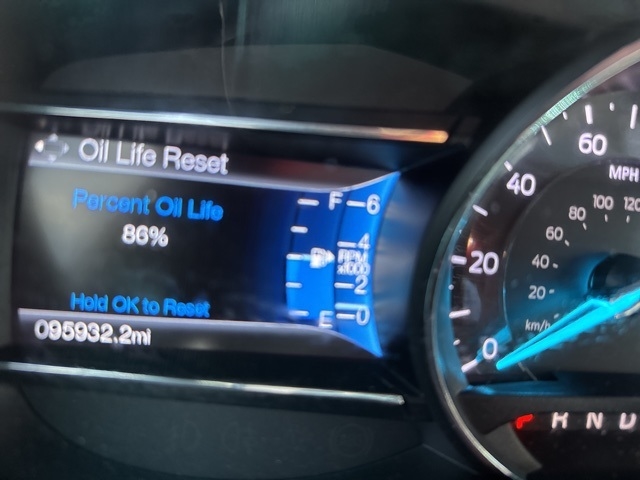 Oil Life Reset
Percent Oil Life
86%
Hold OK to Reset
095932.2mi
F
E
6
4
RPM
x1000
2
0
MPH
60
40
20
0
120
100
80
60
40
20
km/h
R N D